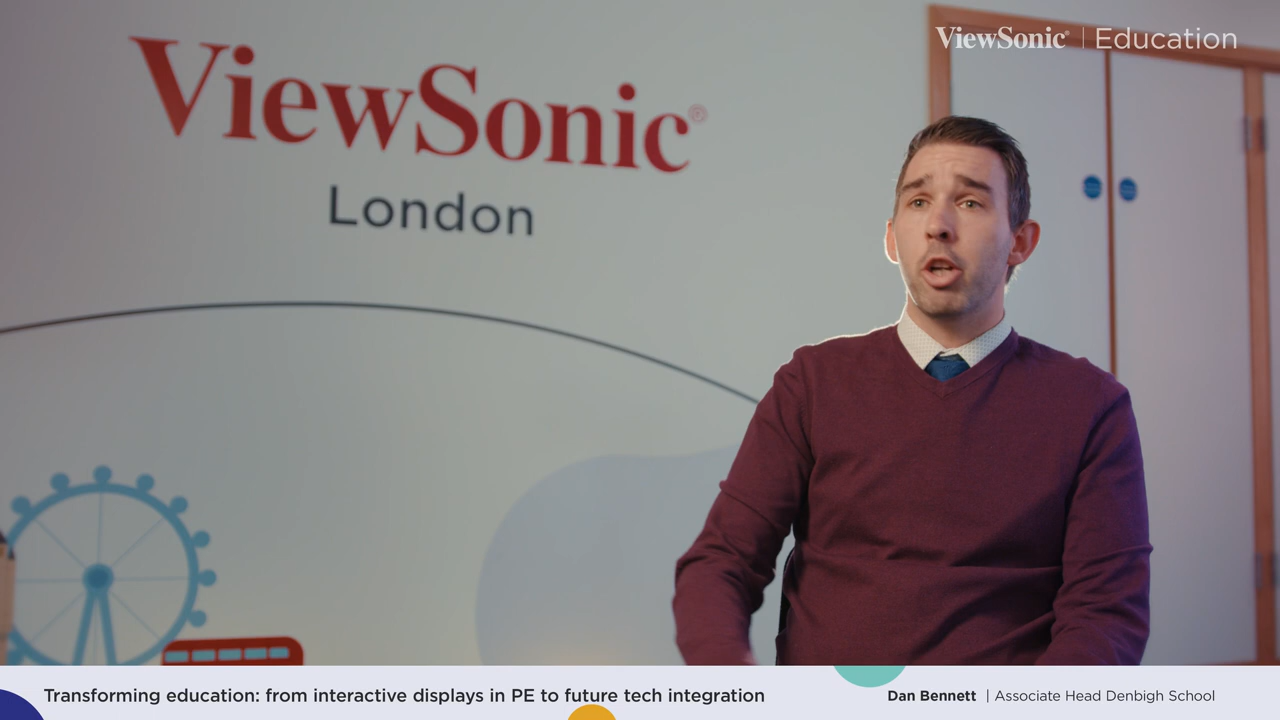 ViewSonic® | Education
ViewSonic®
London
Transforming education: from interactive displays in PE to future tech integration
Dan Bennett | Associate Head Denbigh School